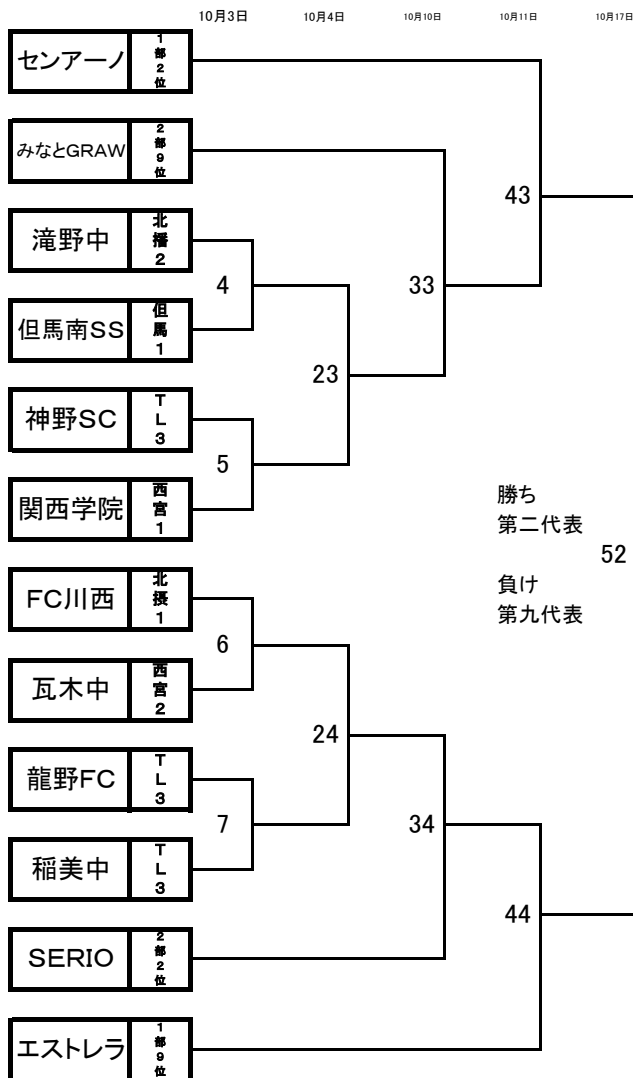 10月3日 10月4日 10月10日 10月11日 10月17日
センアーノ 1部2位
みなとGRAW 2部9位
43
滝野中 北播2
4 33
但馬南SS 但馬1
23
神野SC TL3
5
関西学院 西宮1
勝ち
第二代表
52
負け
第九代表
FC川西 北摂1
6
瓦木中 西宮2
24
龍野FC TL3
7 34
稲美中 TL3
44
SERIO 2部2位
エストレラ 1部9位